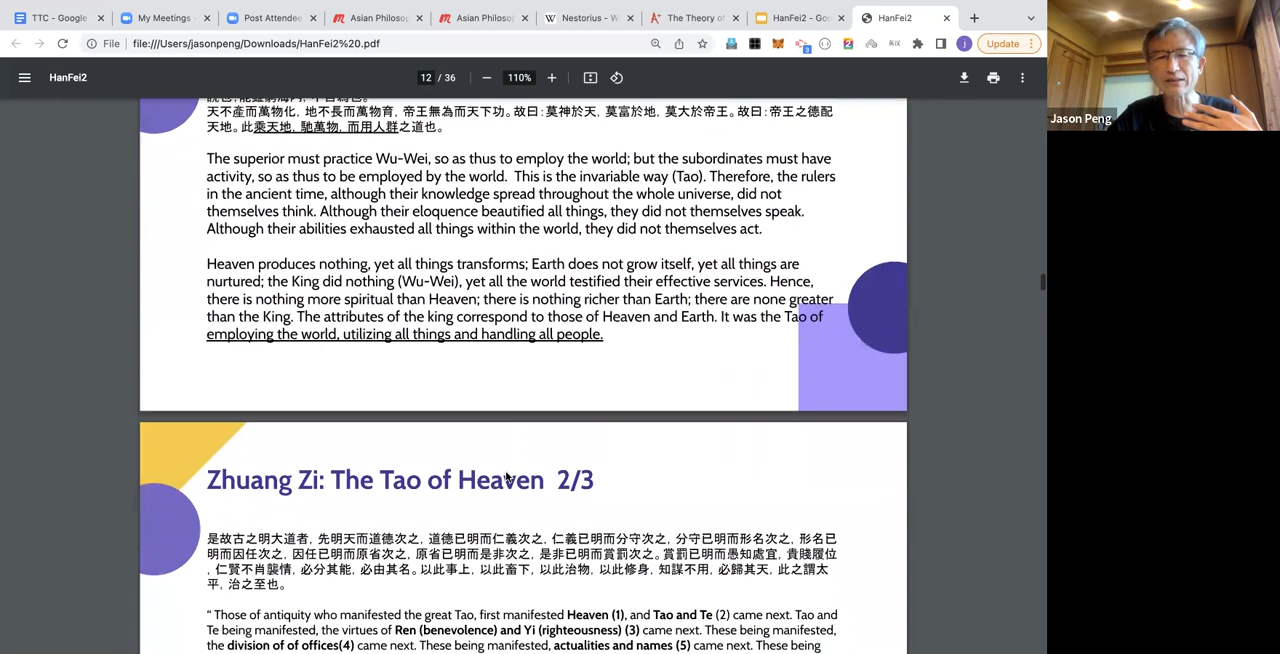 TTC - Google
My Meetings -
Post Attendee
Asian Philosop
Asian Philosop
Nestorius - W
The Theory of
HanFei2 - Goo
HanFei2
File
file:///Users/jasonpeng/Downloads/HanFei2%20.pdf
Update
HanFei2
12 / 36
110%
Jason Peng
天不產而萬物化，地不長而萬物育，帝王無為而天下功。故曰：莫神於天，莫富於地，莫大於帝王。故曰：帝王之德配
天地。此乘天地，馳萬物，而用人群之道也。
The superior must practice Wu-Wei, so as thus to employ the world; but the subordinates must have
activity, so as thus to be employed by the world.  This is the invariable way (Tao). Therefore, the rulers
in the ancient time, although their knowledge spread throughout the whole universe, did not
themselves think. Although their eloquence beautified all things, they did not themselves speak.
Although their abilities exhausted all things within the world, they did not themselves act.
Heaven produces nothing, yet all things transforms; Earth does not grow itself, yet all things are
nurtured; the King did nothing (Wu-Wei), yet all the world testified their effective services. Hence,
there is nothing more spiritual than Heaven; there is nothing richer than Earth; there are none greater
than the King. The attributes of the king correspond to those of Heaven and Earth. It was the Tao of
employing the world, utilizing all things and handling all people.
Zhuang Zi: The Tao of Heaven  2/3
是故古之明大道者，先明天而道德次之，道德已明而仁義次之，仁義已明而分守次之，分守已明而形名次之，形名已
明而因任次之，因任已明而原省次之，原省已明而是非次之，是非已明而賞罰次之。賞罰已明而愚知處宜，貴賤履位
，仁賢不肖襲情，必分其能，必由其名。以此事上，以此畜下，以此治物，以此修身，知謀不用，必歸其天，此之謂太
平，治之至也。
“ Those of antiquity who manifested the great Tao, first manifested Heaven (1), and Tao and Te (2) came next. Tao and
Te being manifested, the virtues of Ren (benevolence) and Yi (righteousness) (3) came next. These being manifested,
the division of of offices(4) came next. These being manifested, actualities and names (5) came next. These being